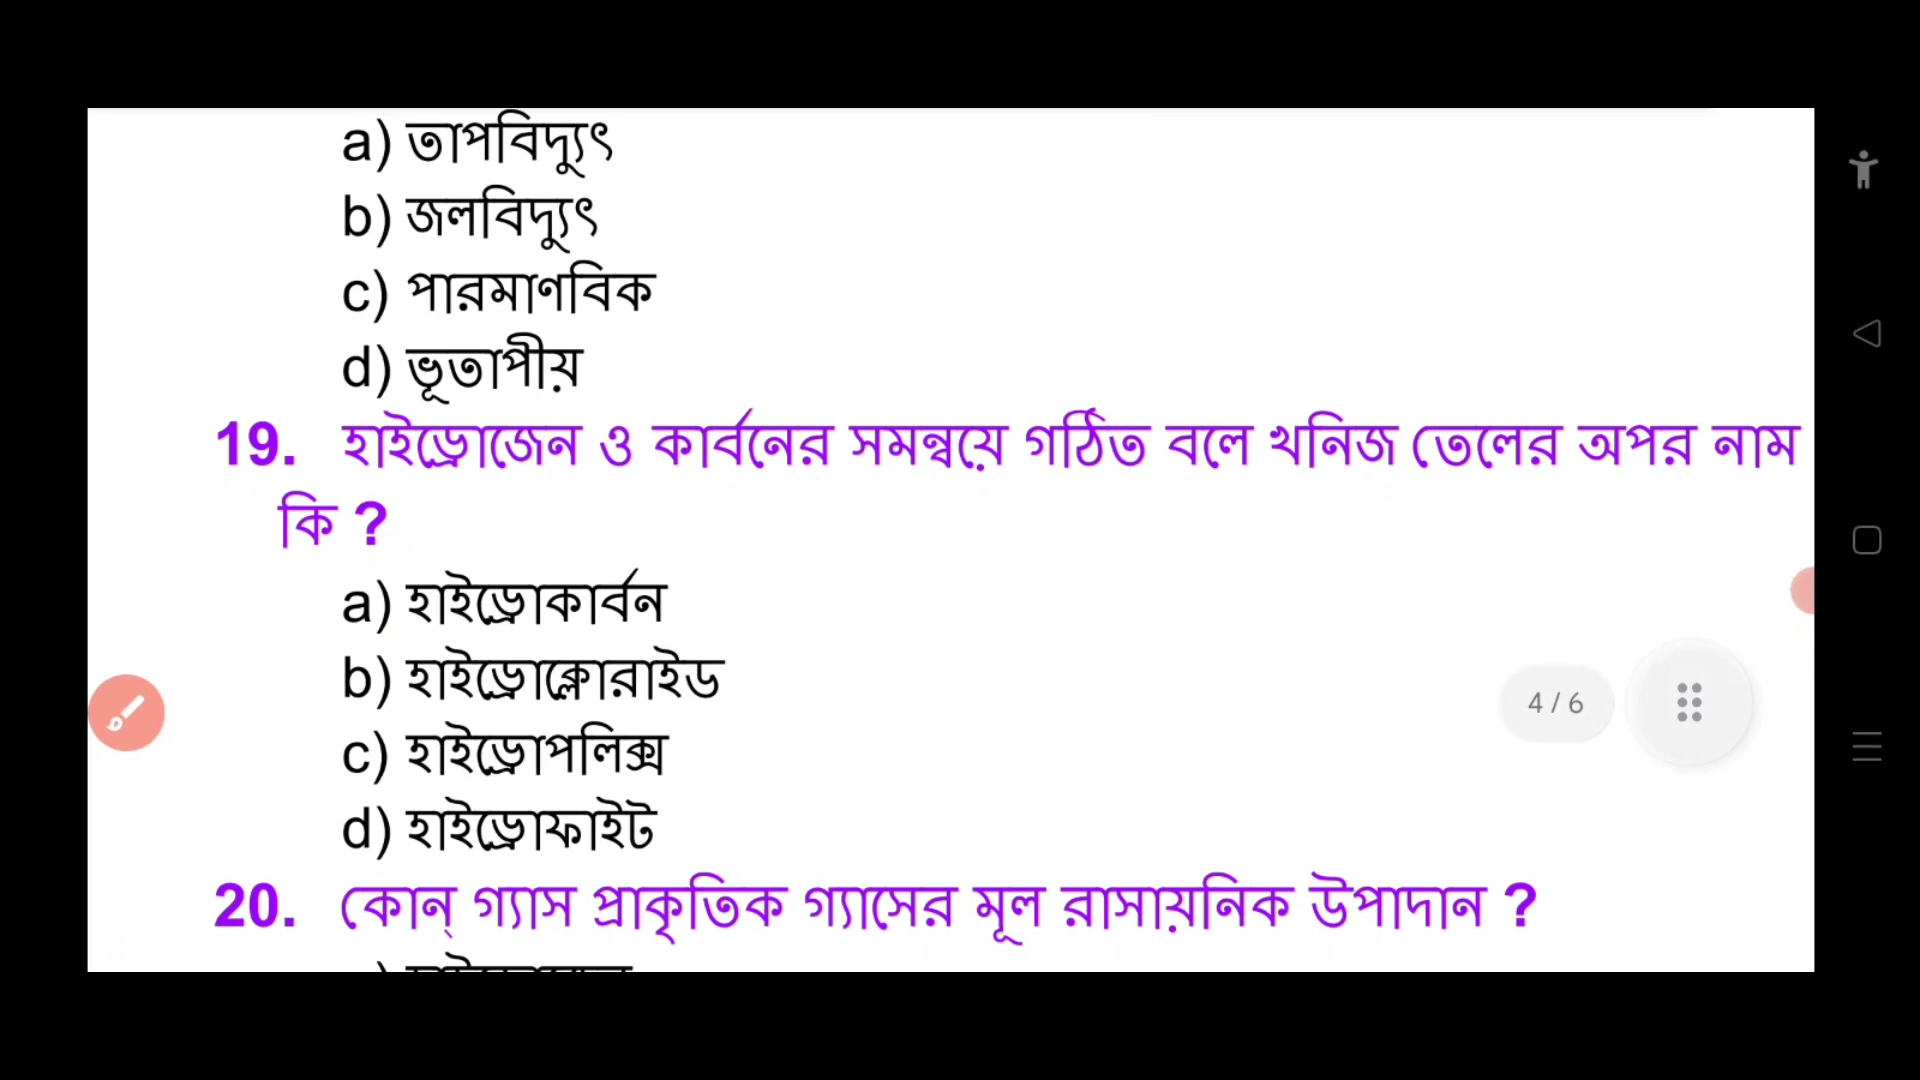 a) তাপবিদ্যুৎ
b) জলবিদ্যুৎ
c) পারমাণবিক
d) ভূতাপীয়
19. হাইড্রোজেন ও কার্বনের সমন্বয়ে গঠিত বলে খনিজ তেলের অপর নাম
কি ?
a) হাইড্রোকার্বন
b) হাইড্রোক্লোরাইড
c) হাইড্রোপলিক্স
4 / 6
d) হাইড্রোফাইট
20. কোন্ গ্যাস প্রাকৃতিক গ্যাসের মূল রাসায়নিক উপাদান ?